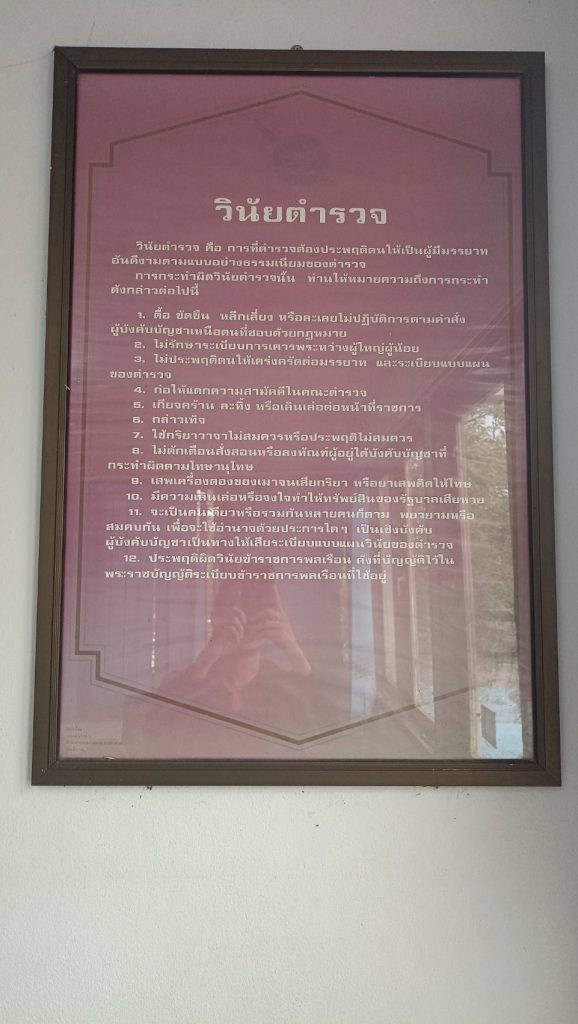 วินัยตำรวจ
วินัยตำรวจ คือ การที่ตำรวจต้องประพฤติตนให้เป็นผู้มีมรรยาท
อันดีงามตามแบบอย่างธรรมเนียมของตำรวจ
การกระทำผิดวินัยตำรวจนั้น ท่านให้หมายความถึงการกระทำ
ดังกล่าวต่อไปนี้
1. ดื้อ ขัดขืน หลีกเลี่ยง หรือละเลยไม่ปฏิบัติการตามคำสั่ง
ผู้บังคับบัญชาเหนือตนที่ชอบด้วยกฎหมาย
2. ไม่รักษาระเบียบการเคารพระหว่างผู้ใหญ่ผู้น้อย
3. ไม่ประพฤติตนให้เคร่งครัดต่อมรรยาท และระเบียบแบบแผน
ของตำรวจ
4. ก่อให้แตกความสามัคคีในคณะตำรวจ
5. เกียจคร้าน ละทิ้ง หรือเลินเล่อต่อหน้าที่ราชการ
6. กล่าวเท็จ
7. ใช้กริยาวาจาไม่สมควรหรือประพฤติไม่สมควร
8. ไม่ตักเตือนสั่งสอนหรือลงทัณฑ์ผู้อยู่ใต้บังคับบัญชาที่
กระทำผิดตามโทษานุโทษ
9. เสพเครื่องดองของเมาจนเสียกริยา หรือยาเสพติดให้โทษ
10. มีความเลินเล่อหรือจงใจทำให้ทรัพย์สินของรัฐบาลเสียหาย
11. จะเป็นคนเดียวหรือรวมกันหลายคนก็ตาม พยายามหรือ
สมคบกัน เพื่อจะใช้อำนาจด้วยประการใดๆ เป็นเชิงบังคับ
ผู้บังคับบัญชาเป็นทางให้เสียระเบียบแบบแผนวินัยของตำรวจ
12. ประพฤติผิดวินัยข้าราชการพลเรือน ดังที่บัญญัติไว้ใน
พระราชบัญญัติระเบียบข้าราชการพลเรือนที่ใช้อยู่